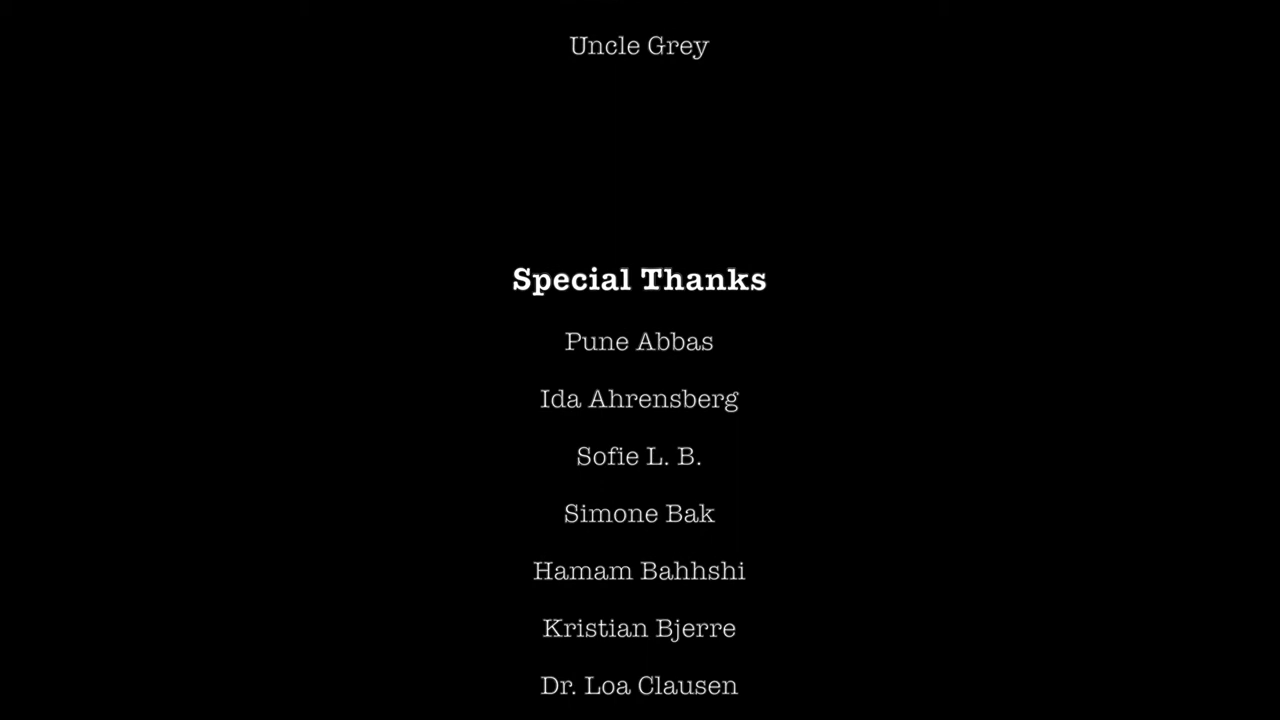 Uncle Grey
Special Thanks
Pune Abbas
Ida Ahrensberg
Sofie L. B.
Simone Bak
Hamam Bahhshi
Kristian Bjerre
Dr. Loa Clausen